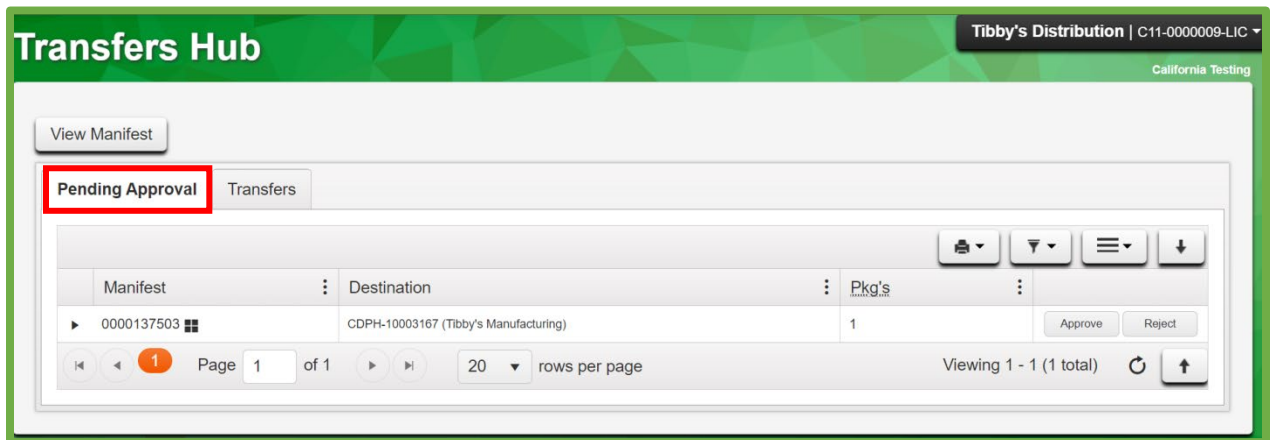 Transfers Hub
Tibby's Distribution | C11-0000009-LIC
California Testing
View Manifest
Pending Approval Transfers
Manifest Destination Pkg's
0000137503 CDPH-10003167 (Tibby's Manufacturing) 1 Approve Reject
1 Page 1 of 1 20 rows per page Viewing 1 - 1 (1 total)